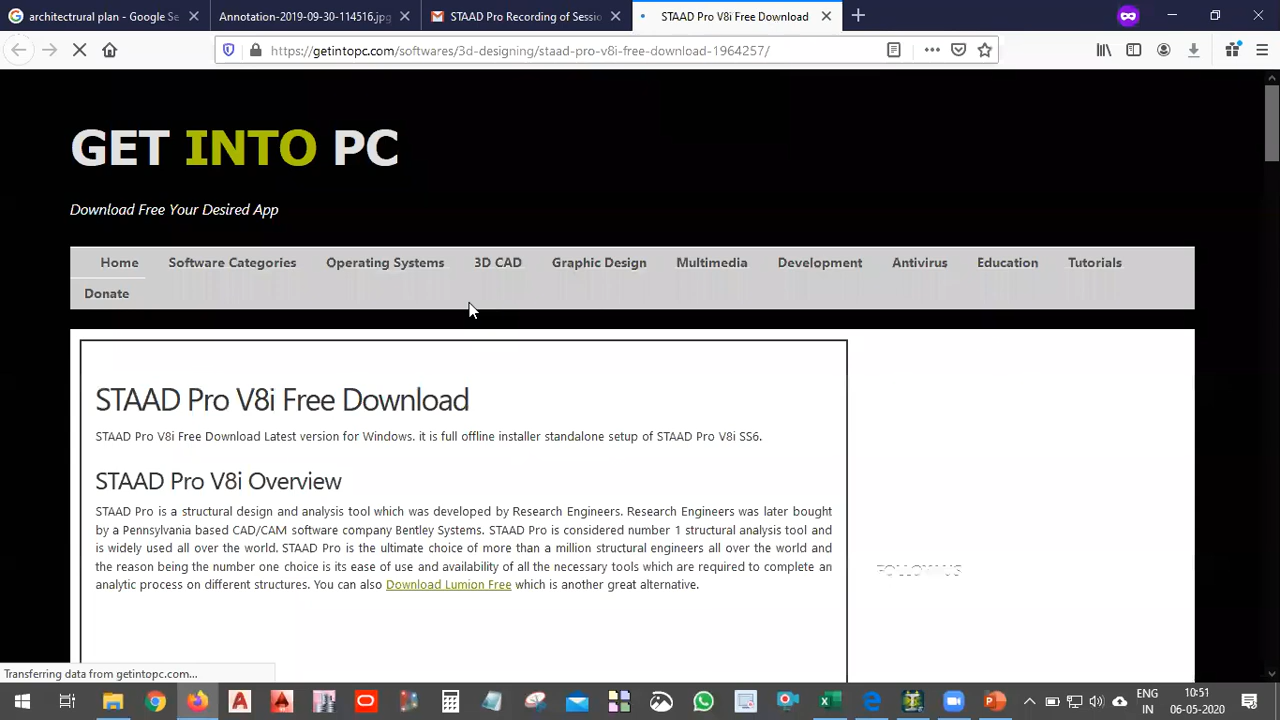 architectrural plan - Google Se
Annotation-2019-09-30-114516.jpg
STAAD Pro Recording of Sessio
STAAD Pro V8i Free Download
https://getintopc.com/softwares/3d-designing/staad-pro-v8i-free-download-1964257/
GET INTO PC
Download Free Your Desired App
Home Software Categories Operating Systems 3D CAD Graphic Design Multimedia Development Antivirus Education Tutorials
Donate
STAAD Pro V8i Free Download
STAAD Pro V8i Free Download Latest version for Windows. it is full offline installer standalone setup of STAAD Pro V8i SS6.
STAAD Pro V8i Overview
STAAD Pro is a structural design and analysis tool which was developed by Research Engineers. Research Engineers was later bought
by a Pennsylvania based CAD/CAM software company Bentley Systems. STAAD Pro is considered number 1 structural analysis tool and
is widely used all over the world. STAAD Pro is the ultimate choice of more than a million structural engineers all over the world and
the reason being the number one choice is its ease of use and availability of all the necessary tools which are required to complete an
analytic process on different structures. You can also Download Lumion Free which is another great alternative.
FOLLOW US
Transferring data from getintopc.com...
ENG
IN
10:51
06-05-2020